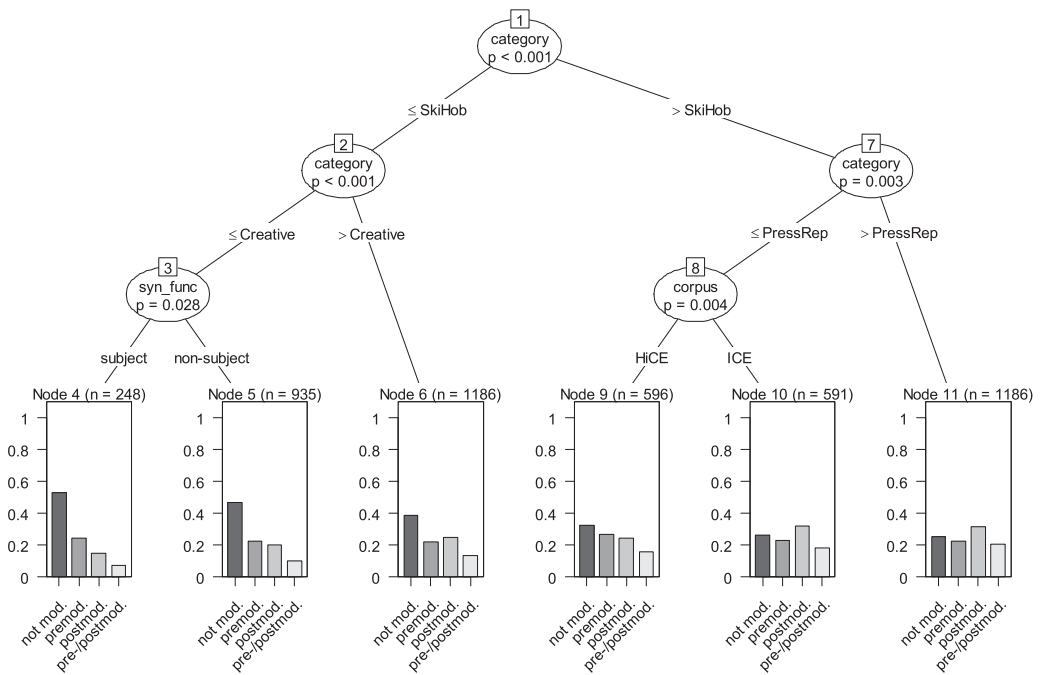 1
category
p < 0.001
≤ SkiHob
> SkiHob
2
category
p < 0.001
7
category
p = 0.003
≤ Creative
> Creative
≤ PressRep
> PressRep
3
syn_func
p = 0.028
8
corpus
p = 0.004
subject
non-subject
HiCE
ICE
Node 4 (n = 248)
1
0.8
0.6
0.4
0.2
0
not mod.
premod.
postmod.
pre-/postmod.
Node 5 (n = 935)
1
0.8
0.6
0.4
0.2
0
not mod.
premod.
postmod.
pre-/postmod.
Node 6 (n = 1186)
1
0.8
0.6
0.4
0.2
0
not mod.
premod.
postmod.
pre-/postmod.
Node 9 (n = 596)
1
0.8
0.6
0.4
0.2
0
not mod.
premod.
postmod.
pre-/postmod.
Node 10 (n = 591)
1
0.8
0.6
0.4
0.2
0
not mod.
premod.
postmod.
pre-/postmod.
Node 11 (n = 1186)
1
0.8
0.6
0.4
0.2
0
not mod.
premod.
postmod.
pre-/postmod.